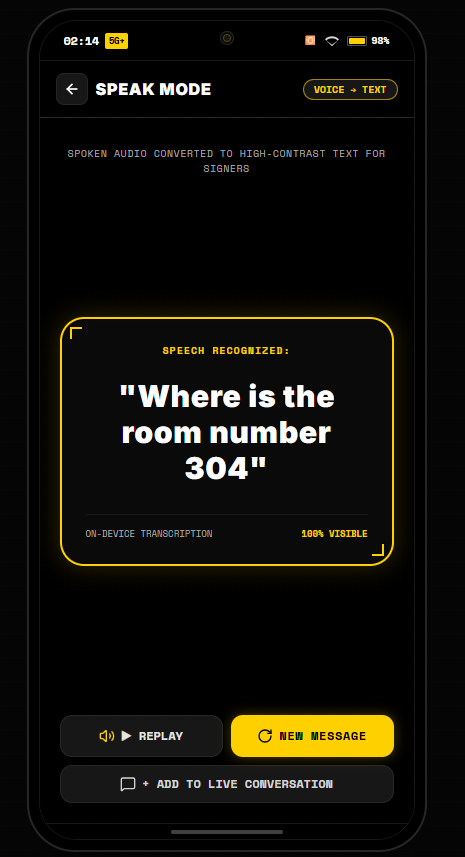 02:14 5G+ 98%
SPEAK MODE VOICE → TEXT
SPOKEN AUDIO CONVERTED TO HIGH-CONTRAST TEXT FOR
SIGNERS
SPEECH RECOGNIZED:
"Where is the
room number
304"
ON-DEVICE TRANSCRIPTION 100% VISIBLE
▶ REPLAY NEW MESSAGE
+ ADD TO LIVE CONVERSATION